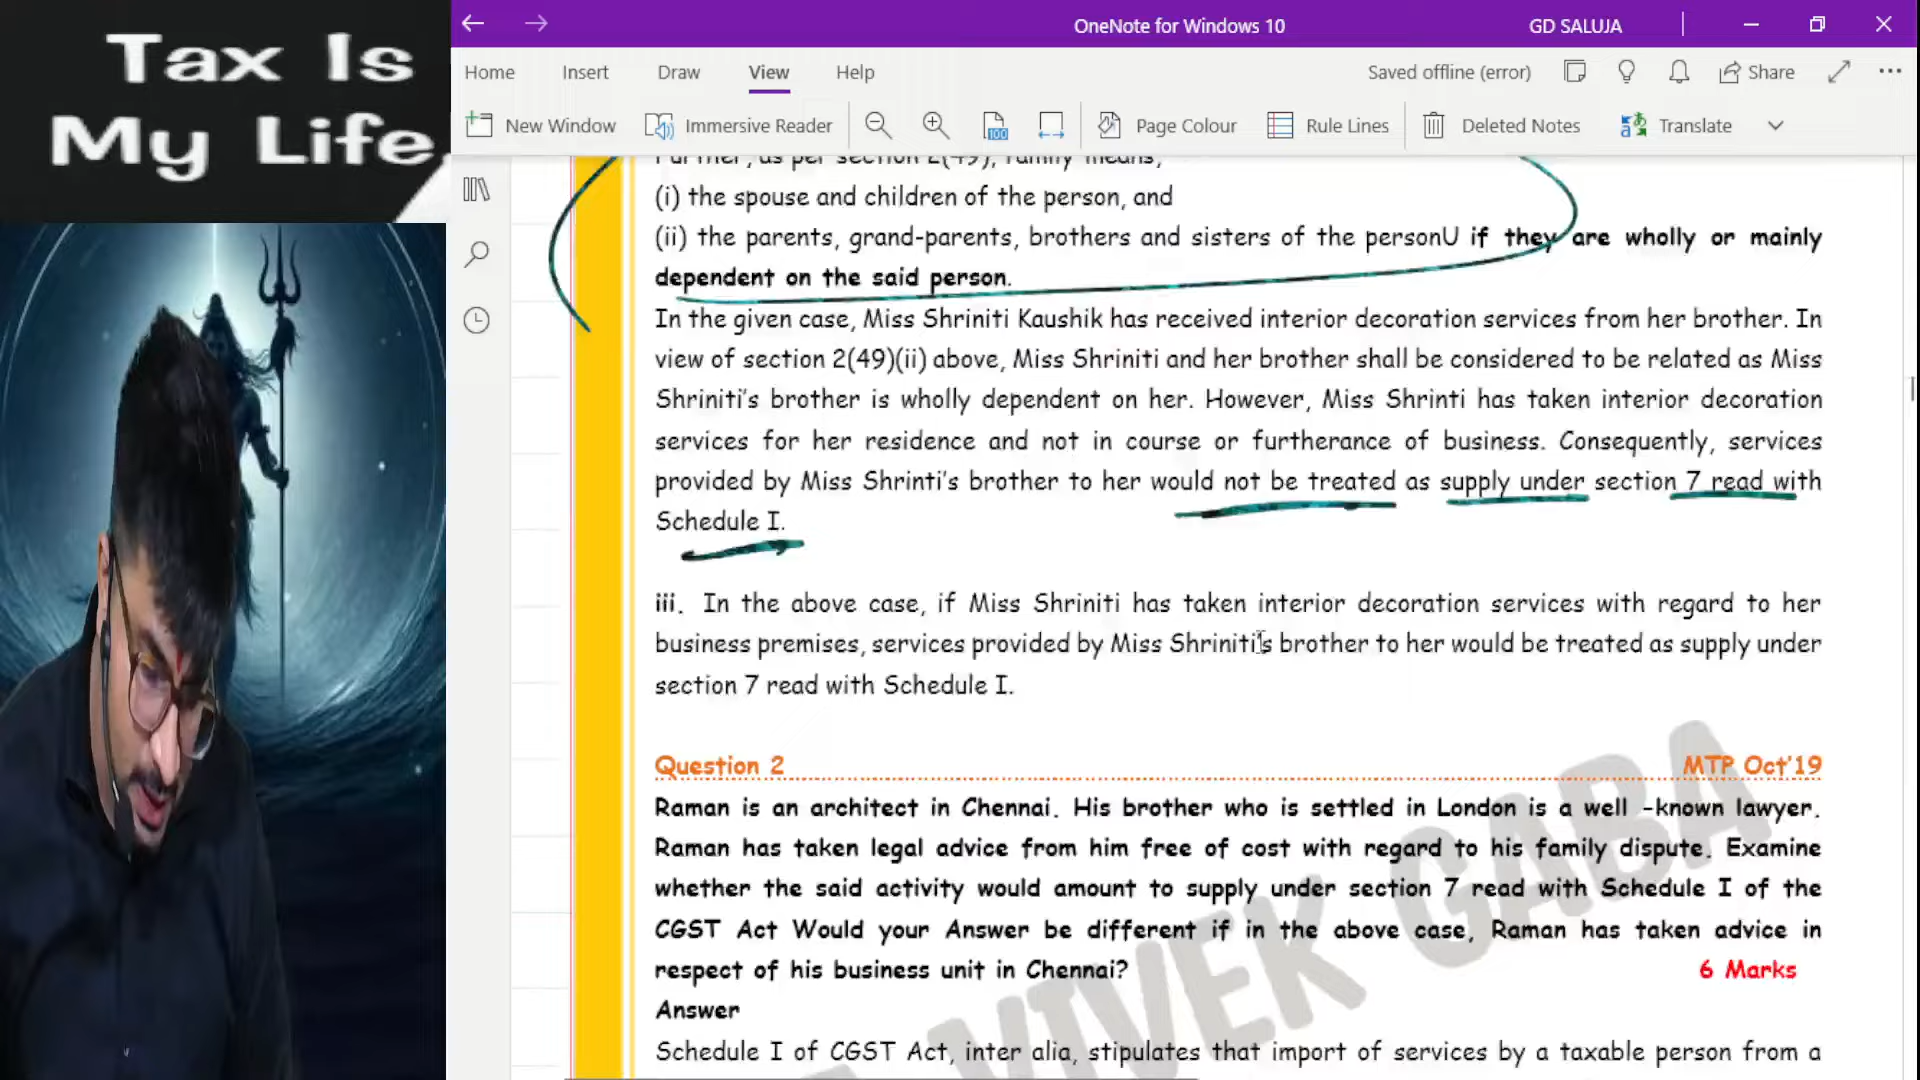 Tax Is
My Life.
OneNote for Windows 10
GD SALUJA
Home Insert Draw View Help
Saved offline (error)
Share
New Window
Immersive Reader
100
Page Colour
Rule Lines
Deleted Notes
Translate
Further, as per section 2(49), family means,
(i) the spouse and children of the person, and
(ii) the parents, grand-parents, brothers and sisters of the personU if they are wholly or mainly
dependent on the said person.
In the given case, Miss Shriniti Kaushik has received interior decoration services from her brother. In
view of section 2(49)(ii) above, Miss Shriniti and her brother shall be considered to be related as Miss
Shriniti's brother is wholly dependent on her. However, Miss Shrinti has taken interior decoration
services for her residence and not in course or furtherance of business. Consequently, services
provided by Miss Shrinti's brother to her would not be treated as supply under section 7 read with
Schedule I.
iii. In the above case, if Miss Shriniti has taken interior decoration services with regard to her
business premises, services provided by Miss Shriniti's brother to her would be treated as supply under
section 7 read with Schedule I.
Question 2 MTP Oct'19
Raman is an architect in Chennai. His brother who is settled in London is a well -known lawyer.
Raman has taken legal advice from him free of cost with regard to his family dispute. Examine
whether the said activity would amount to supply under section 7 read with Schedule I of the
CGST Act Would your Answer be different if in the above case, Raman has taken advice in
respect of his business unit in Chennai? 6 Marks
Answer
Schedule I of CGST Act, inter alia, stipulates that import of services by a taxable person from a
VIVEK GABA